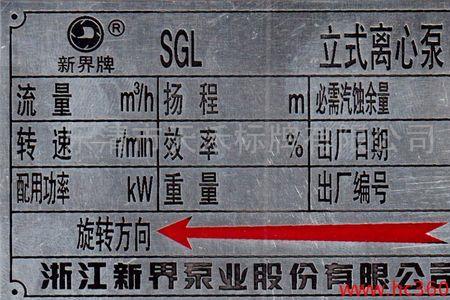 ®
新界牌 SGL 立式离心泵
流量 m³/h 扬程 m 必需汽蚀余量
转速 r/min 效率 % 出厂日期
配用功率 kW 重量 出厂编号
旋转方向
浙江新界泵业股份有限公
www.hc360